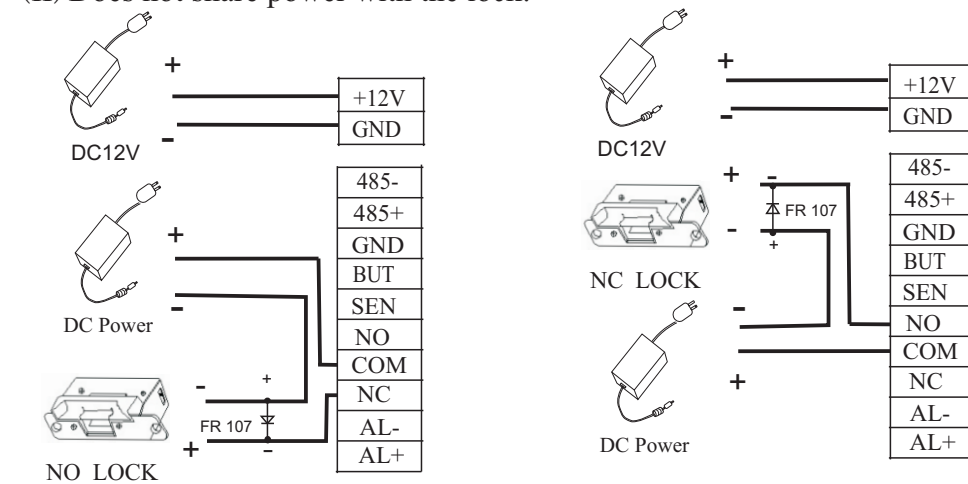 (II) Does not share power with the lock:
+
-
DC12V
+12V
GND
485-
485+
GND
BUT
SEN
NO
COM
NC
AL-
AL+
+
-
DC Power
-
+
FR 107
+
-
NO LOCK
+
-
DC12V
+12V
GND
+
-
-
+
FR 107
NC LOCK
485-
485+
GND
BUT
SEN
NO
COM
NC
AL-
AL+
-
+
DC Power